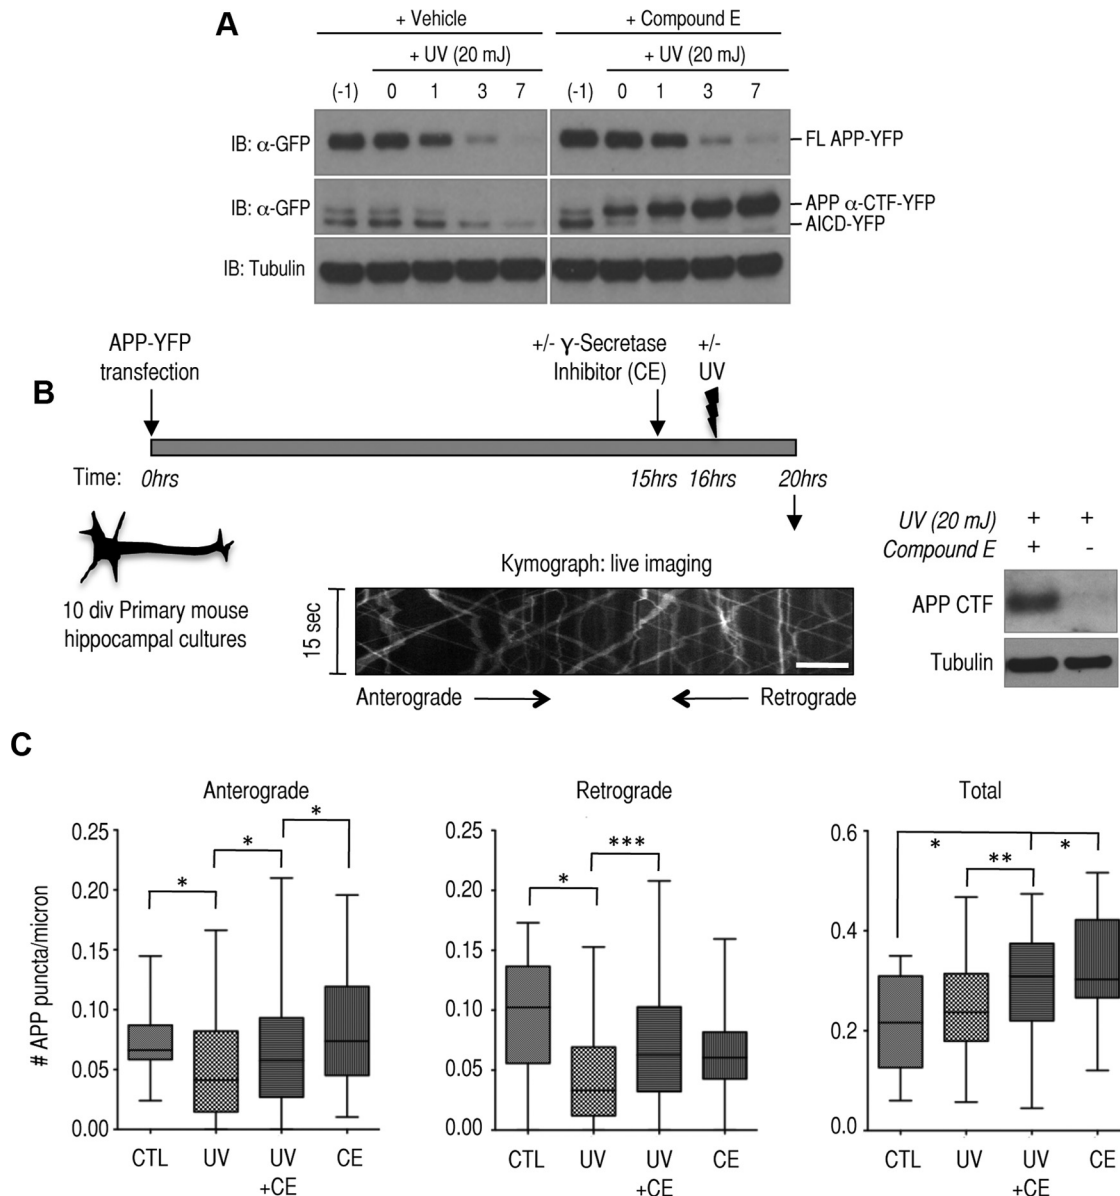 A
+ Vehicle + Compound E
+ UV (20 mJ) + UV (20 mJ)
(-1) 0 1 3 7 (-1) 0 1 3 7
IB: α-GFP FL APP-YFP
IB: α-GFP APP α-CTF-YFP
AICD-YFP
IB: Tubulin
B
APP-YFP
transfection
+/- γ-Secretase
Inhibitor (CE)
+/-
UV
Time: 0hrs 15hrs 16hrs 20hrs
10 div Primary mouse
hippocampal cultures
Kymograph: live imaging
15 sec
Anterograde Retrograde
UV (20 mJ) + +
Compound E + -
APP CTF
Tubulin
C
# APP puncta/micron
Anterograde
* * *
0.25
0.20
0.15
0.10
0.05
0.00
CTL UV UV CE
+CE
Retrograde
* ***
0.25
0.20
0.15
0.10
0.05
0.00
CTL UV UV CE
+CE
Total
* ** *
0.6
0.4
0.2
0.0
CTL UV UV CE
+CE